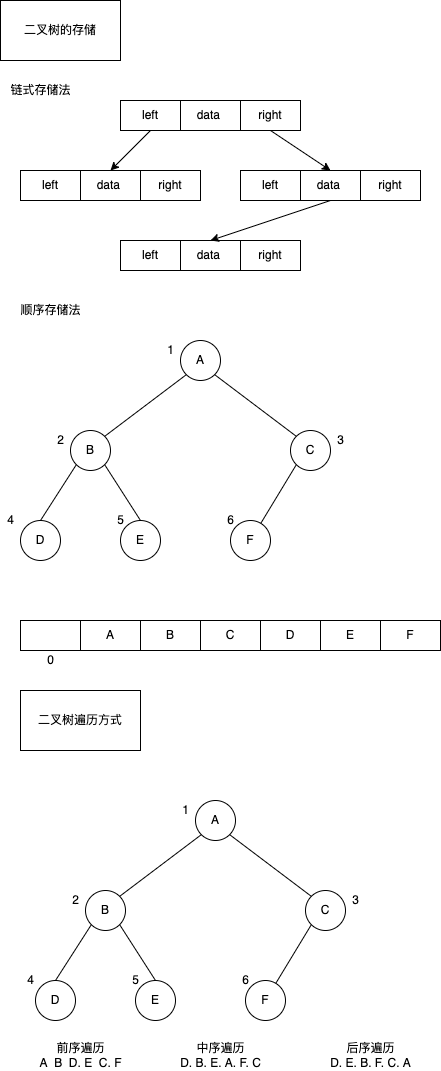 二叉树的存储
链式存储法
left data right
left data right left data right
left data right
顺序存储法
1 A
2 B C 3
4 5 6
D E F
A B C D E F
0
二叉树遍历方式
1 A
2 B C 3
4 5 6
D E F
前序遍历 中序遍历 后序遍历
A B D, E C, F D, B, E, A, F, C D, E, B, F, C, A